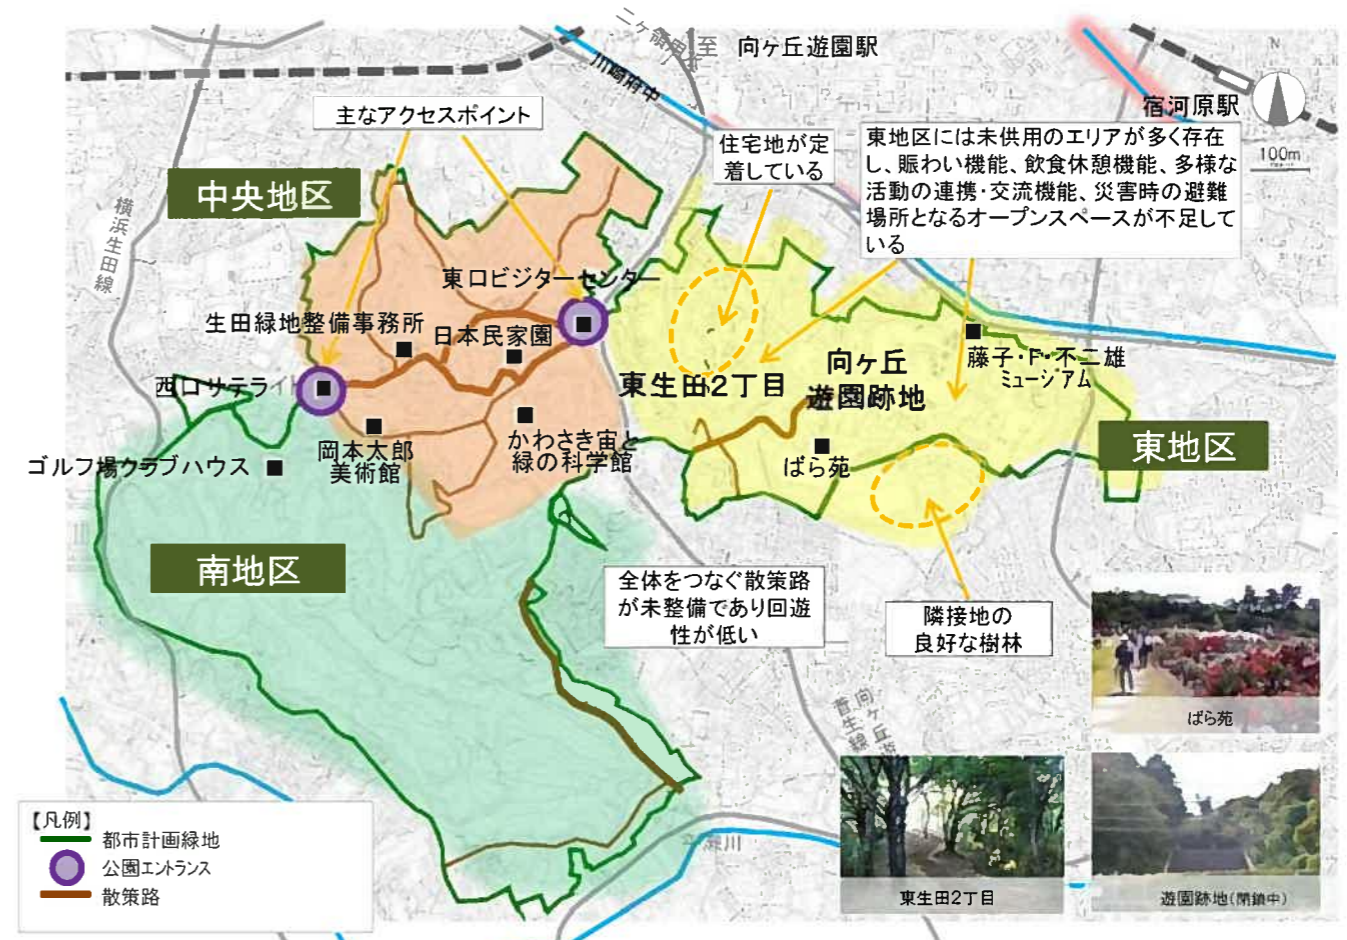 至 向ヶ丘遊園駅
二ヶ領用水
川崎府中
宿河原駅
N
100m
主なアクセスポイント
住宅地が定
着している
東地区には未供用のエリアが多く存在
し、賑わい機能、飲食休憩機能、多様な
活動の連携・交流機能、災害時の避難
場所となるオープンスペースが不足して
いる
中央地区
横浜生田線
東口ビジターセンター
生田緑地整備事務所
日本民家園
西口サテライト
岡本太郎
美術館
かわさき宙と
緑の科学館
ゴルフ場クラブハウス
東生田2丁目
向ヶ丘
遊園跡地
藤子・F・不二雄
ミュージアム
ばら苑
東地区
南地区
全体をつなぐ散策路
が未整備であり回遊
性が低い
隣接地の
良好な樹林
向ヶ丘遊
菅生線
ばら苑
東生田2丁目
遊園跡地(閉鎖中)
【凡例】
都市計画緑地
公園エントランス
散策路